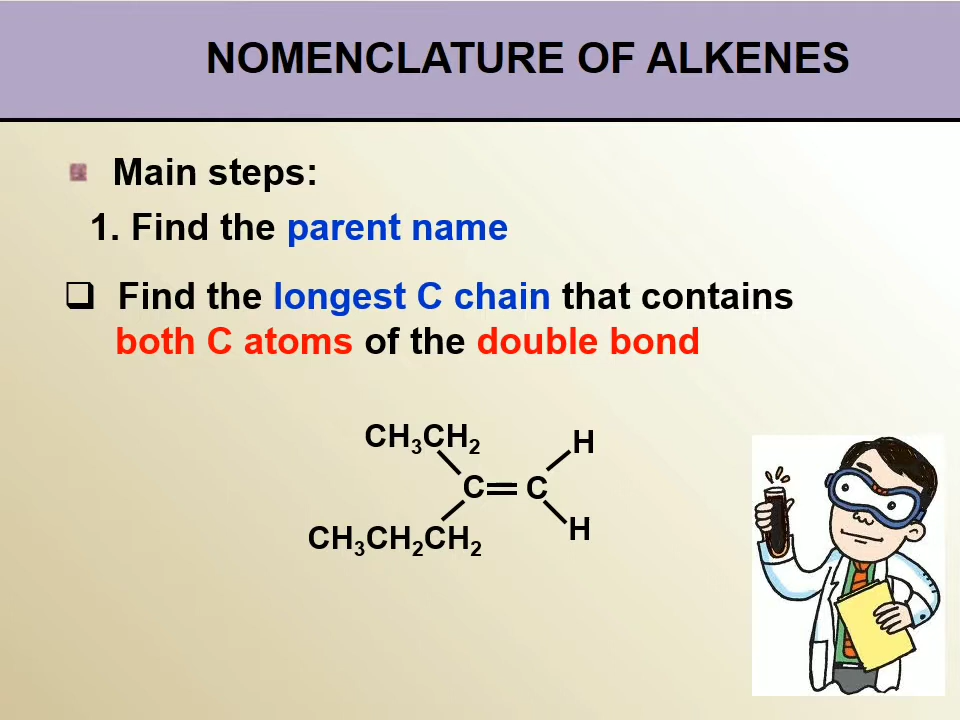 NOMENCLATURE OF ALKENES
Main steps:
1. Find the parent name
Find the longest C chain that contains
both C atoms of the double bond
CH₃CH₂ H
C=C
CH₃CH₂CH₂ H